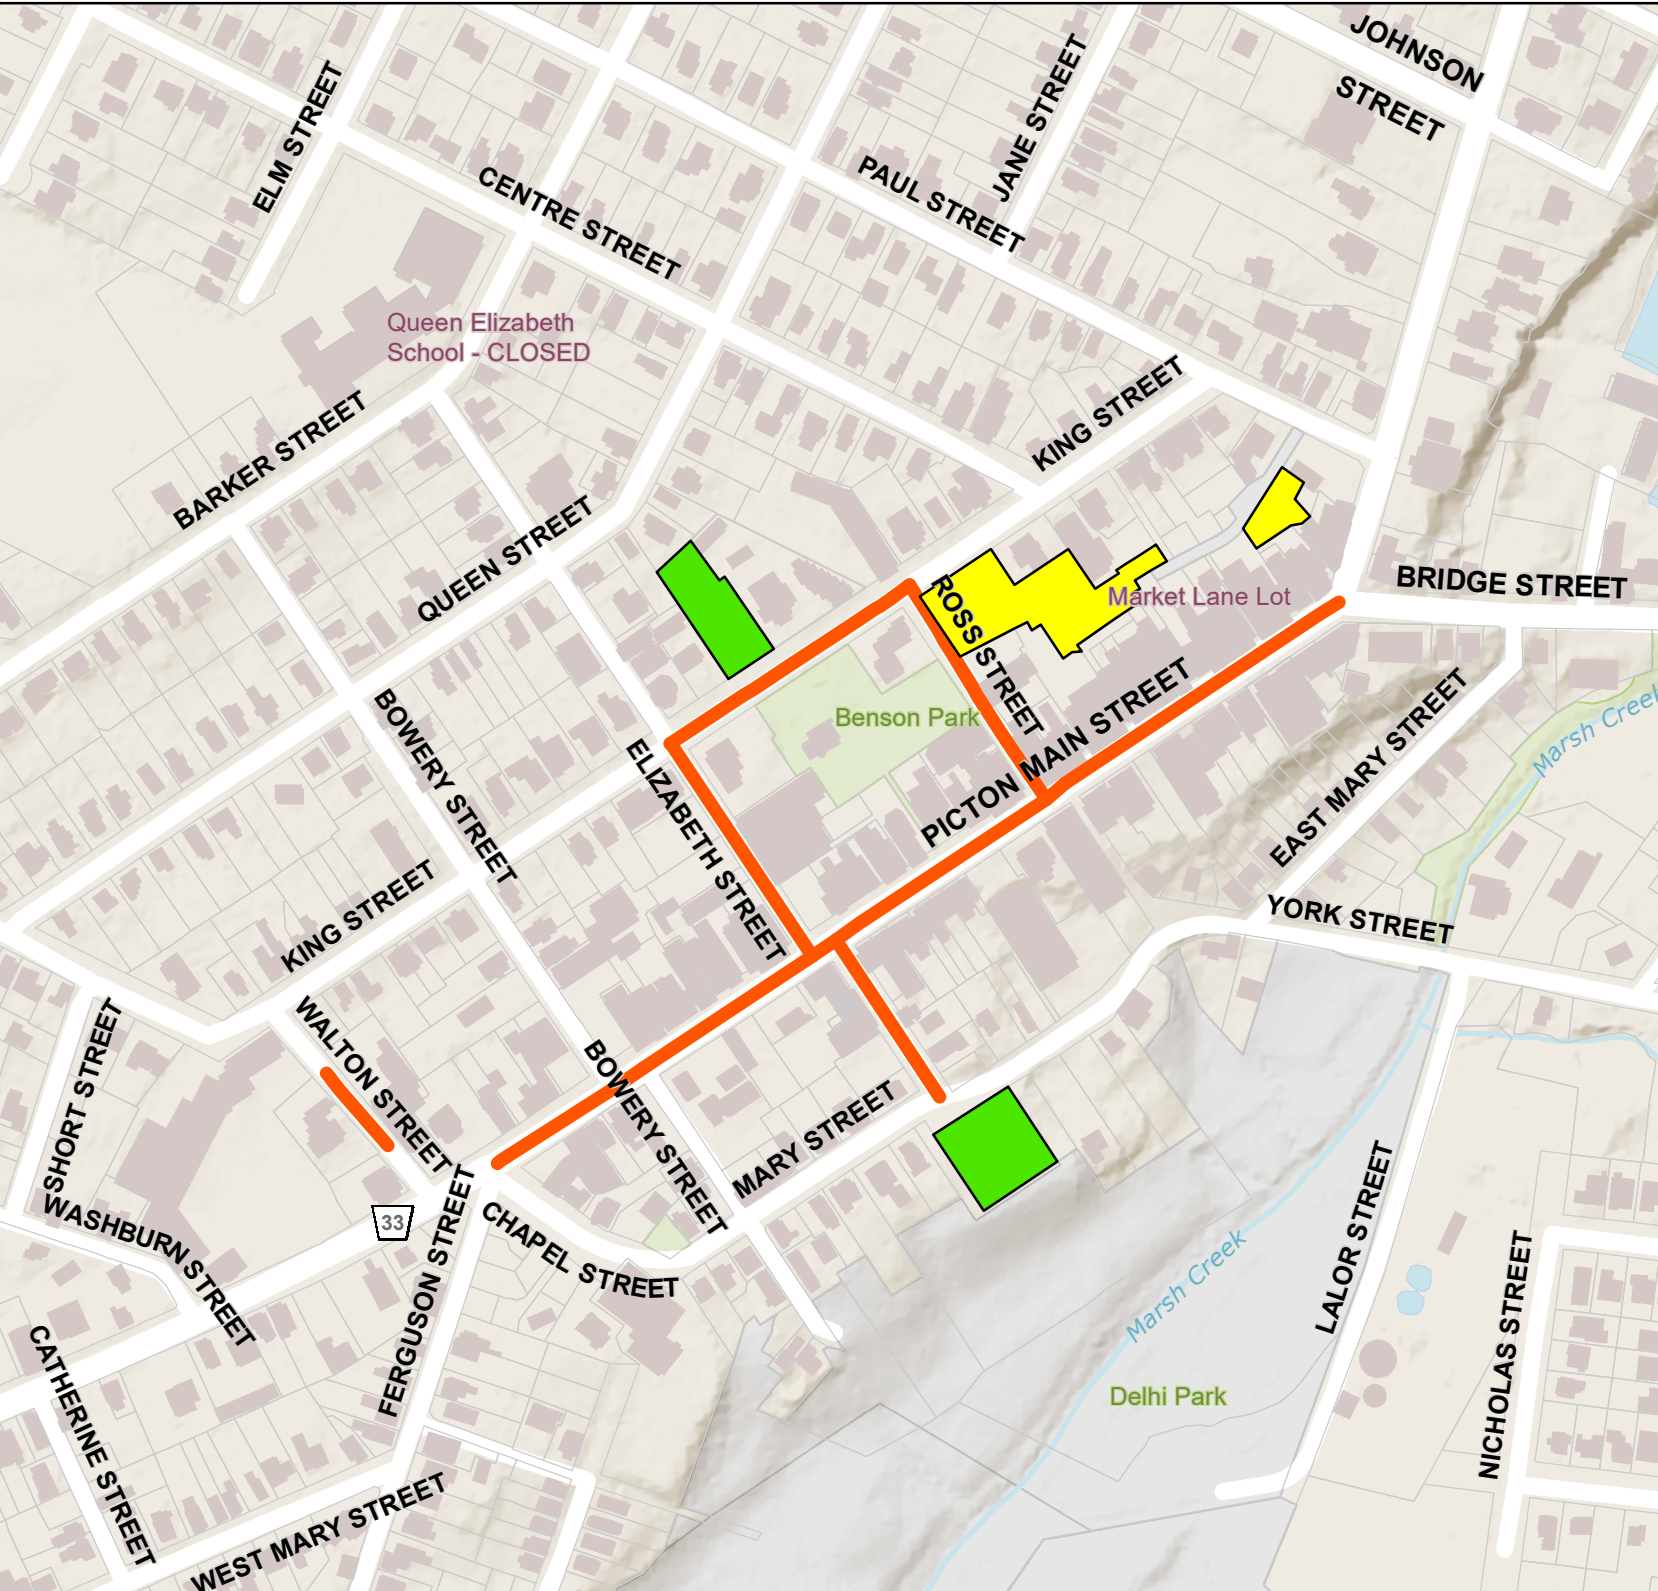 JOHNSON
STREET
ELM STREET
JANE STREET
PAUL STREET
CENTRE STREET
Queen Elizabeth
School - CLOSED
KING STREET
BARKER STREET
QUEEN STREET
BRIDGE STREET
Market Lane Lot
ROSS STREET
Benson Park
PICTON MAIN STREET
EAST MARY STREET
Marsh Creek
BOWERY STREET
ELIZABETH STREET
KING STREET
YORK STREET
WALTON STREET
SHORT STREET
BOWERY STREET
MARY STREET
WASHBURN STREET
33
FERGUSON STREET
CHAPEL STREET
Marsh Creek
LALOR STREET
NICHOLAS STREET
CATHERINE STREET
Delhi Park
WEST MARY STREET